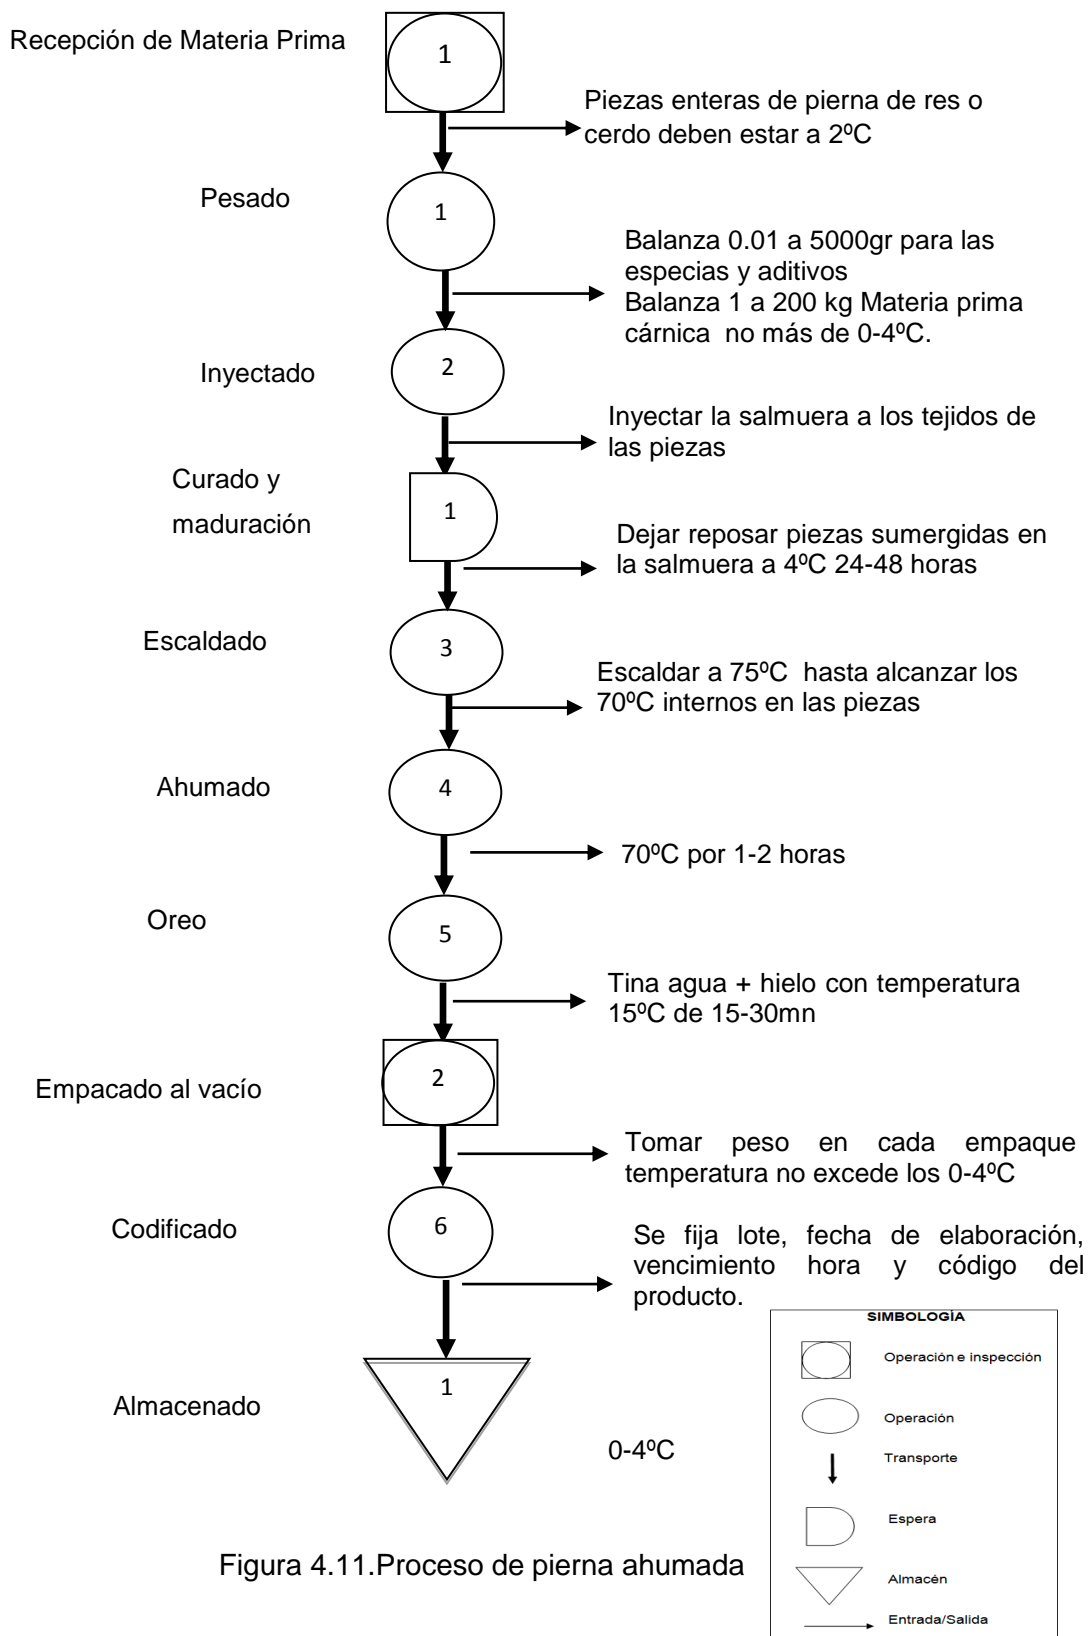 Recepción de Materia Prima
1
Piezas enteras de pierna de res o
cerdo deben estar a 2ºC
Pesado
1
Balanza 0.01 a 5000gr para las
especias y aditivos
Balanza 1 a 200 kg Materia prima
cárnica no más de 0-4ºC.
Inyectado
2
Inyectar la salmuera a los tejidos de
las piezas
Curado y
maduración
1
Dejar reposar piezas sumergidas en
la salmuera a 4ºC 24-48 horas
Escaldado
3
Escaldar a 75ºC hasta alcanzar los
70ºC internos en las piezas
Ahumado
4
70ºC por 1-2 horas
Oreo
5
Tina agua + hielo con temperatura
15ºC de 15-30mn
Empacado al vacío
2
Tomar peso en cada empaque
temperatura no excede los 0-4ºC
Codificado
6
Se fija lote, fecha de elaboración,
vencimiento hora y código del
producto.
Almacenado
1
0-4ºC
SIMBOLOGÍA
Operación e inspección
Operación
Transporte
Espera
Almacén
Entrada/Salida
Figura 4.11.Proceso de pierna ahumada